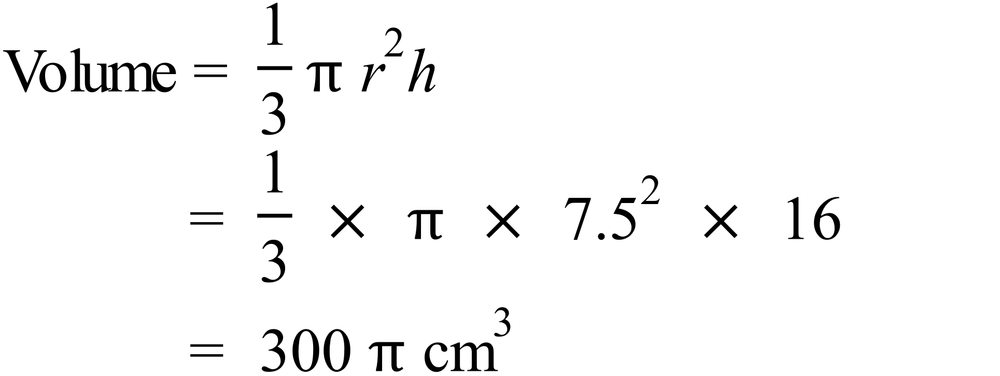 Volume = 1/3 π r²h
= 1/3 × π × 7.5² × 16
= 300 π cm³